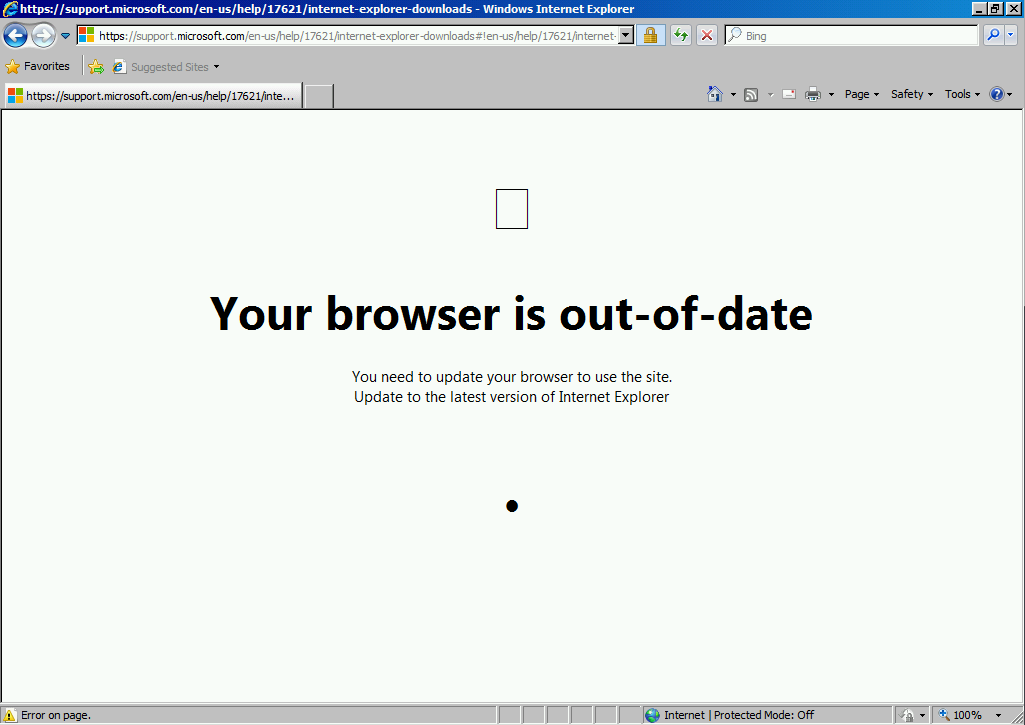 https://support.microsoft.com/en-us/help/17621/internet-explorer-downloads - Windows Internet Explorer
https://support.microsoft.com/en-us/help/17621/internet-explorer-downloads#!en-us/help/17621/internet-
Bing
Favorites
Suggested Sites
https://support.microsoft.com/en-us/help/17621/inte...
Page
Safety
Tools
Your browser is out-of-date
You need to update your browser to use the site.
Update to the latest version of Internet Explorer
Error on page.
Internet | Protected Mode: Off
100%